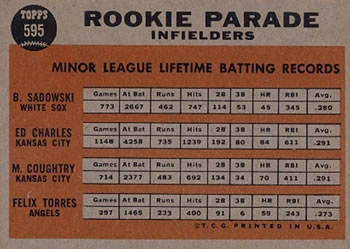 TOPPS
595
ROOKIE PARADE
INFIELDERS
MINOR LEAGUE LIFETIME BATTING RECORDS
B. SADOWSKI
WHITE SOX
Games At Bat Runs Hits 2B 3B HR RBI Avg.
773 2667 462 747 114 53 45 345 .280
ED CHARLES
KANSAS CITY
Games At Bat Runs Hits 2B 3B HR RBI Avg.
1148 4258 735 1239 192 80 84 611 .291
M. COUGHTRY
KANSAS CITY
Games At Bat Runs Hits 2B 3B HR RBI Avg.
714 2377 483 692 134 34 70 411 .291
FELIX TORRES
ANGELS
Games At Bat Runs Hits 2B 3B HR RBI Avg.
297 1465 233 400 91 6 59 243 .273
©T.C.G. PRINTED IN U.S.A.